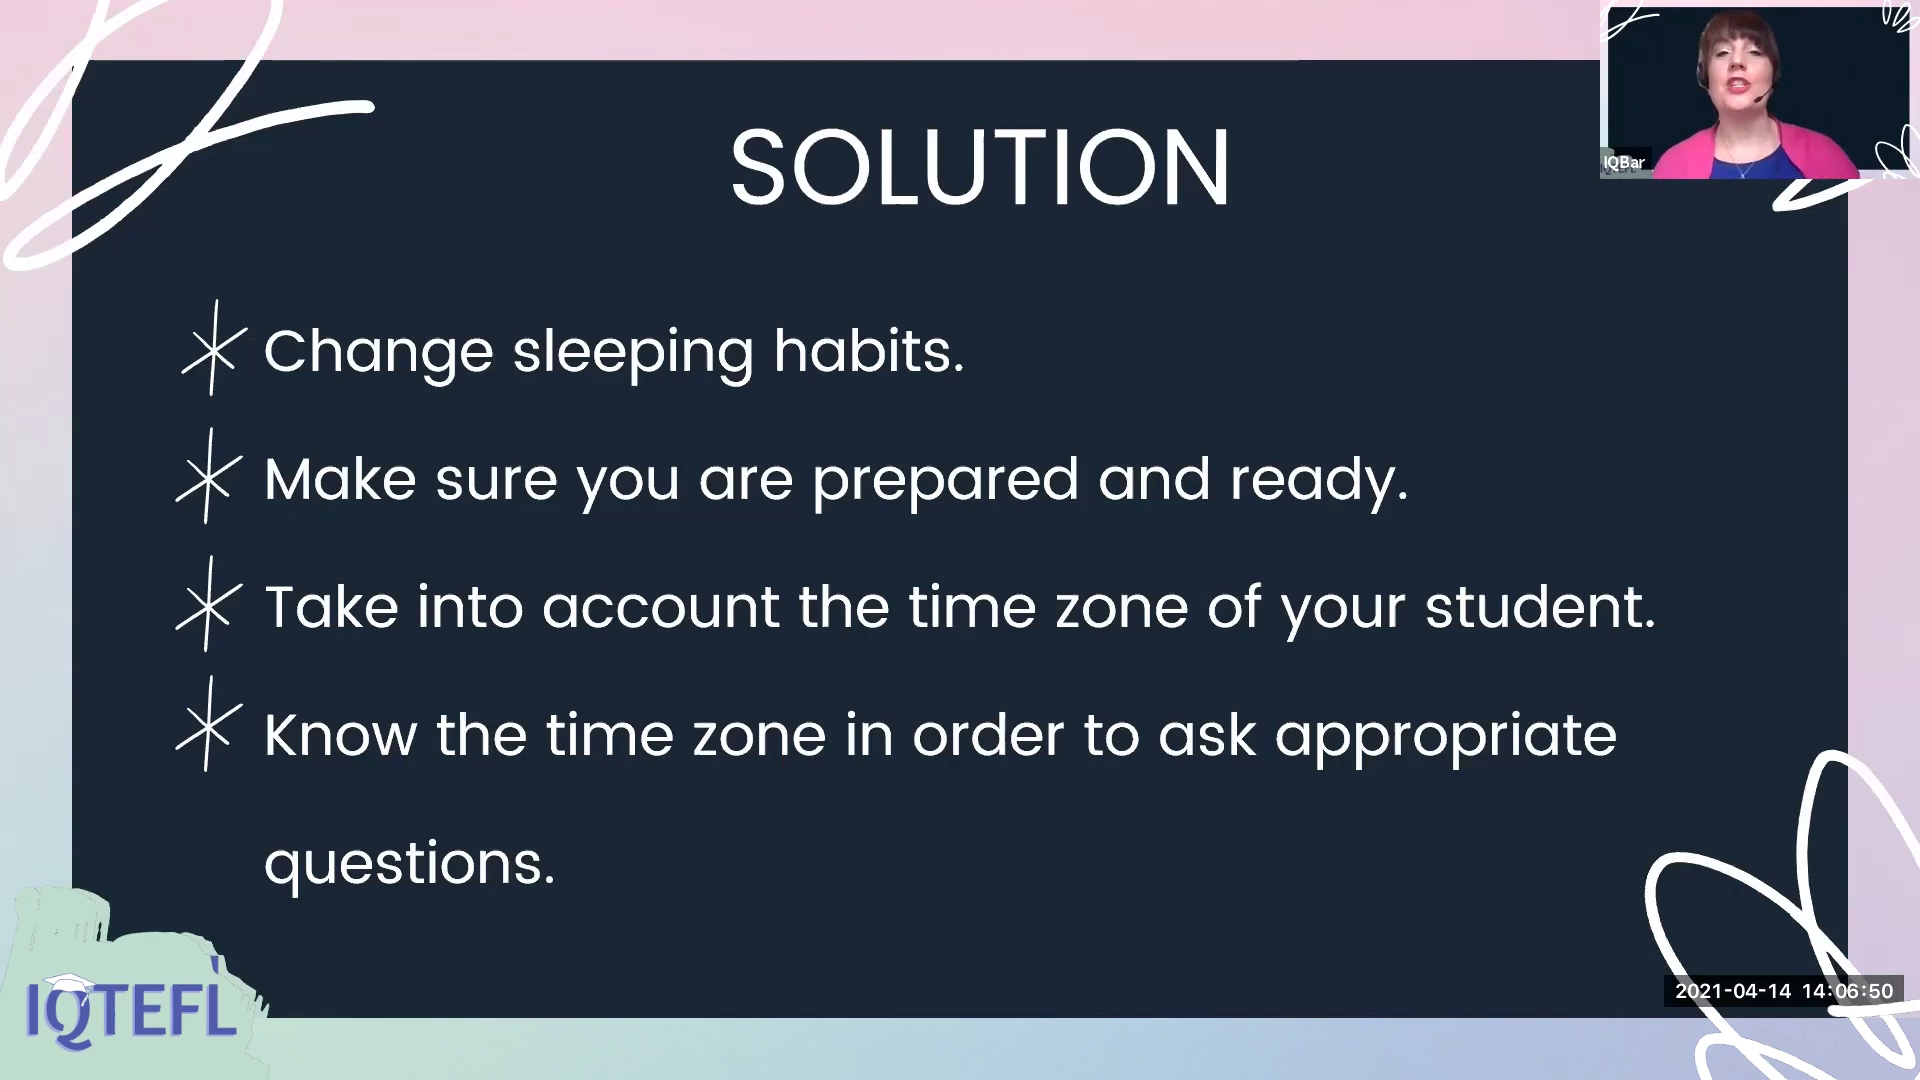 SOLUTION
IQBar
Change sleeping habits.
Make sure you are prepared and ready.
Take into account the time zone of your student.
Know the time zone in order to ask appropriate
questions.
IQTEFL
2021-04-14 14:06:50